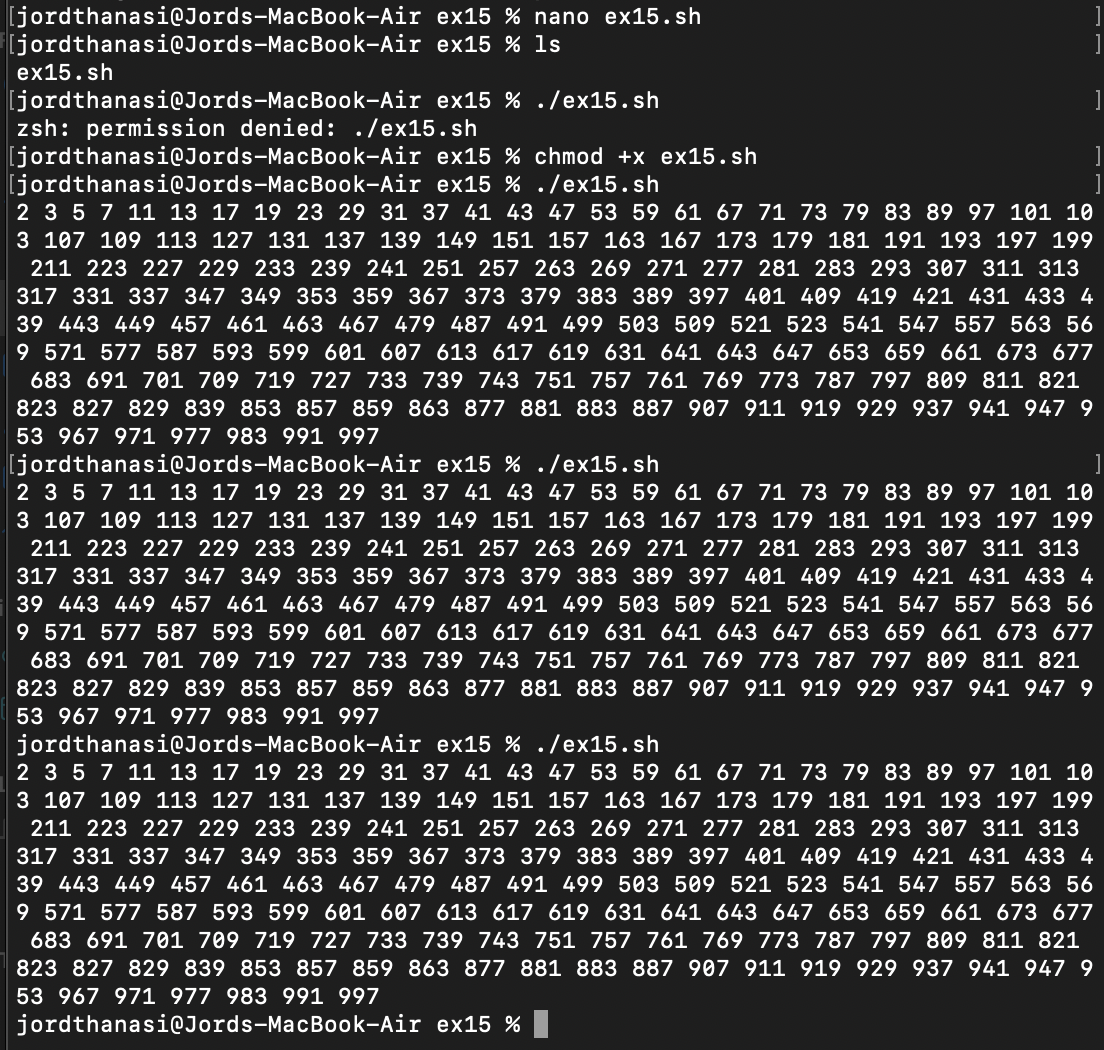 [jordthanasi@Jords-MacBook-Air ex15 % nano ex15.sh ]
[jordthanasi@Jords-MacBook-Air ex15 % ls ]
ex15.sh
[jordthanasi@Jords-MacBook-Air ex15 % ./ex15.sh ]
zsh: permission denied: ./ex15.sh
[jordthanasi@Jords-MacBook-Air ex15 % chmod +x ex15.sh ]
[jordthanasi@Jords-MacBook-Air ex15 % ./ex15.sh ]
2 3 5 7 11 13 17 19 23 29 31 37 41 43 47 53 59 61 67 71 73 79 83 89 97 101 10
3 107 109 113 127 131 137 139 149 151 157 163 167 173 179 181 191 193 197 199
 211 223 227 229 233 239 241 251 257 263 269 271 277 281 283 293 307 311 313
317 331 337 347 349 353 359 367 373 379 383 389 397 401 409 419 421 431 433 4
39 443 449 457 461 463 467 479 487 491 499 503 509 521 523 541 547 557 563 56
9 571 577 587 593 599 601 607 613 617 619 631 641 643 647 653 659 661 673 677
 683 691 701 709 719 727 733 739 743 751 757 761 769 773 787 797 809 811 821
823 827 829 839 853 857 859 863 877 881 883 887 907 911 919 929 937 941 947 9
53 967 971 977 983 991 997
[jordthanasi@Jords-MacBook-Air ex15 % ./ex15.sh ]
2 3 5 7 11 13 17 19 23 29 31 37 41 43 47 53 59 61 67 71 73 79 83 89 97 101 10
3 107 109 113 127 131 137 139 149 151 157 163 167 173 179 181 191 193 197 199
 211 223 227 229 233 239 241 251 257 263 269 271 277 281 283 293 307 311 313
317 331 337 347 349 353 359 367 373 379 383 389 397 401 409 419 421 431 433 4
39 443 449 457 461 463 467 479 487 491 499 503 509 521 523 541 547 557 563 56
9 571 577 587 593 599 601 607 613 617 619 631 641 643 647 653 659 661 673 677
 683 691 701 709 719 727 733 739 743 751 757 761 769 773 787 797 809 811 821
823 827 829 839 853 857 859 863 877 881 883 887 907 911 919 929 937 941 947 9
53 967 971 977 983 991 997
jordthanasi@Jords-MacBook-Air ex15 % ./ex15.sh
2 3 5 7 11 13 17 19 23 29 31 37 41 43 47 53 59 61 67 71 73 79 83 89 97 101 10
3 107 109 113 127 131 137 139 149 151 157 163 167 173 179 181 191 193 197 199
 211 223 227 229 233 239 241 251 257 263 269 271 277 281 283 293 307 311 313
317 331 337 347 349 353 359 367 373 379 383 389 397 401 409 419 421 431 433 4
39 443 449 457 461 463 467 479 487 491 499 503 509 521 523 541 547 557 563 56
9 571 577 587 593 599 601 607 613 617 619 631 641 643 647 653 659 661 673 677
 683 691 701 709 719 727 733 739 743 751 757 761 769 773 787 797 809 811 821
823 827 829 839 853 857 859 863 877 881 883 887 907 911 919 929 937 941 947 9
53 967 971 977 983 991 997
jordthanasi@Jords-MacBook-Air ex15 %